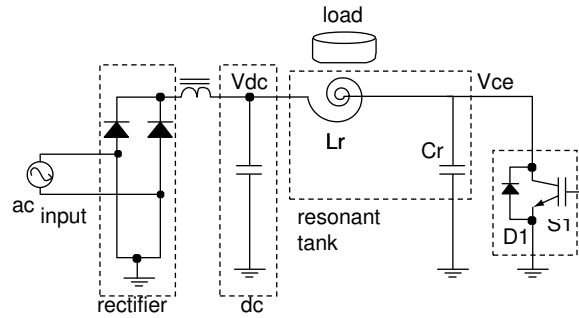 load
Vdc
Vce
Lr
Cr
ac input
resonant
tank
D1
S1
rectifier
dc